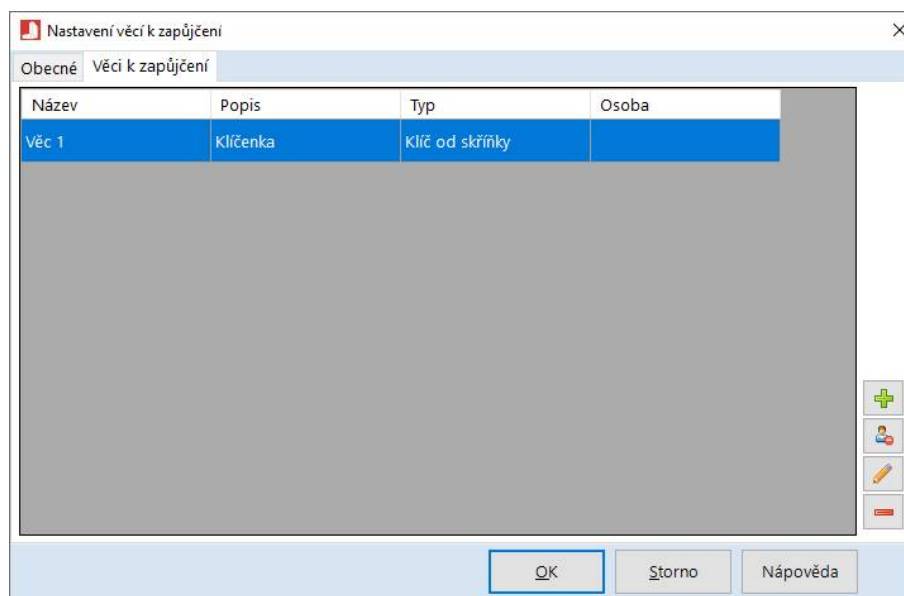 Nastavení věcí k zapůjčení
Obecné Věci k zapůjčení
Název Popis Typ Osoba
Věc 1 Klíčenka Klíč od skříňky
OK Storno Nápověda